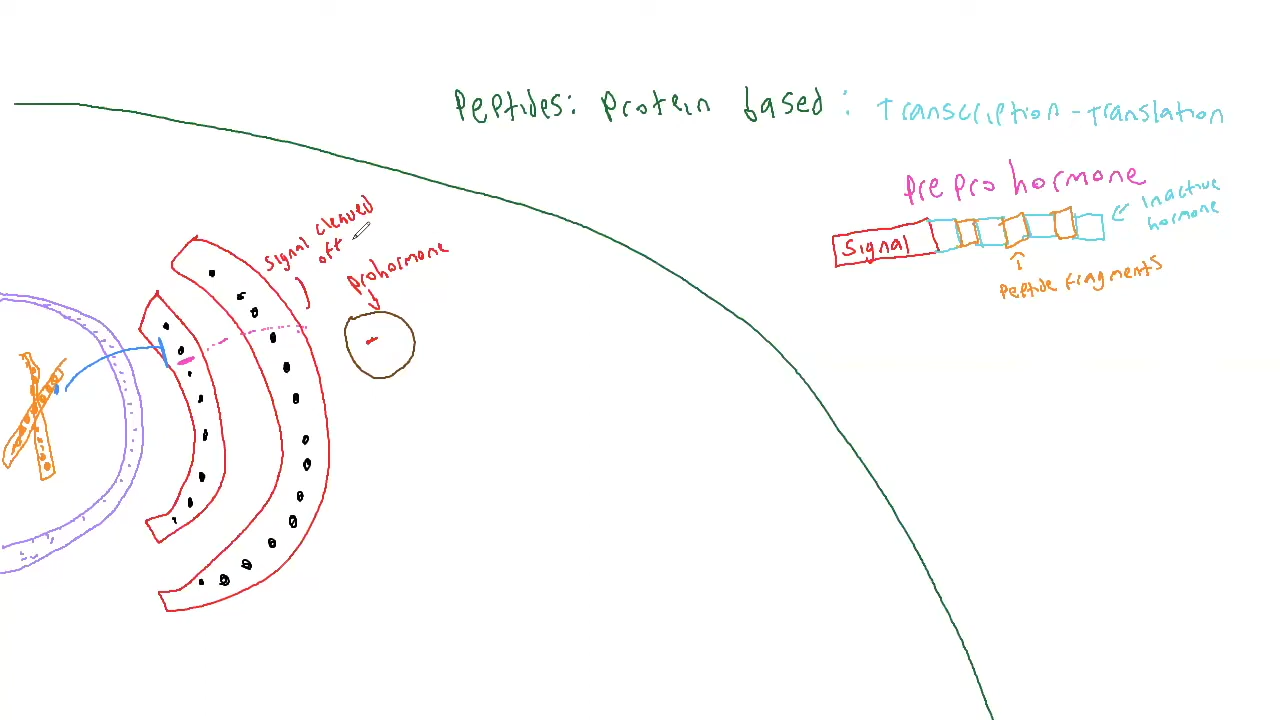 Peptides: Protein based: Transcription-Translation
Pre pro hormone
Signal
inactive
hormone
Peptide fragments
Signal cleaved
off
Prohormone